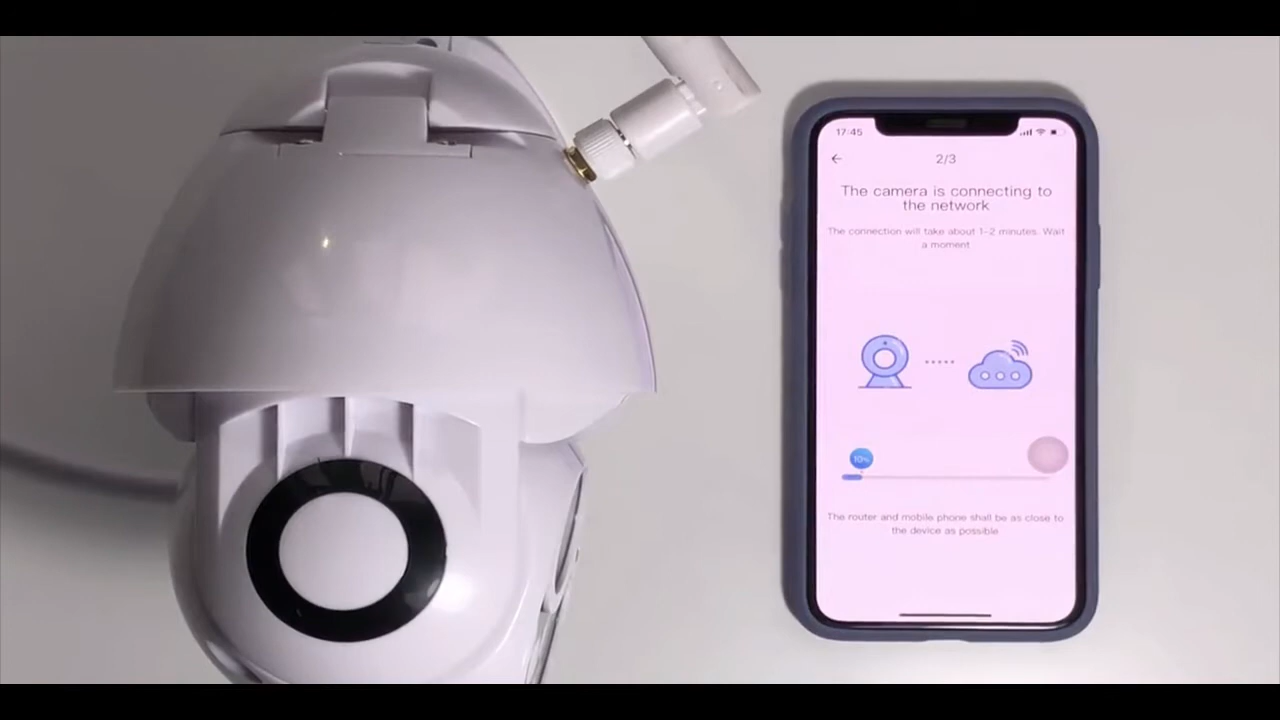 17:45
2/3
The camera is connecting to
the network
The connection will take about 1-2 minutes. Wait
a moment
10%
The router and mobile phone shall be as close to
the device as possible